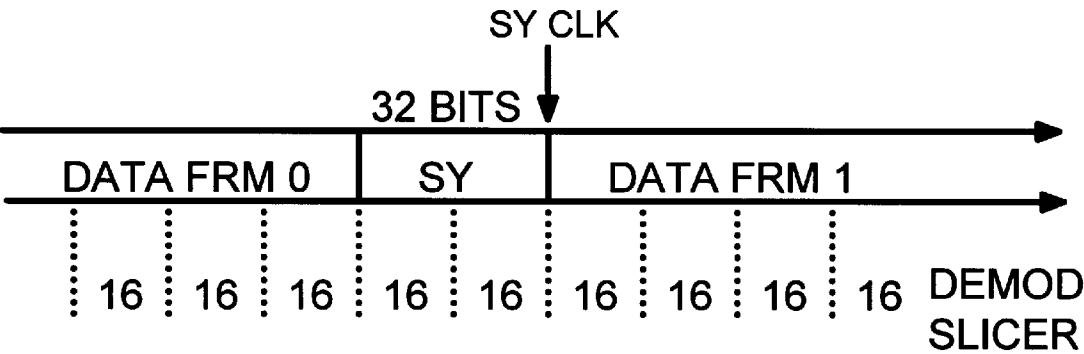 SY CLK
32 BITS
DATA FRM 0 SY DATA FRM 1
16 16 16 16 16 16 16 16 16 DEMOD
SLICER